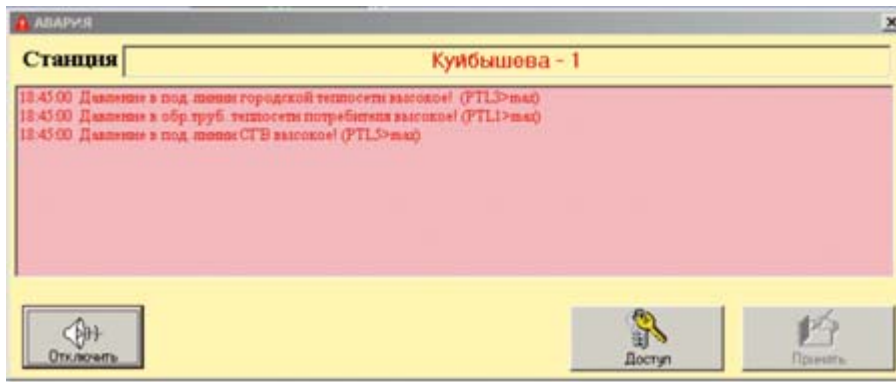 АВАРИЯ
Станция Куйбышева - 1
18:45:00 Давление в под. линии городской теплосети высокое! (PTL3>max)
18:45:00 Давление в обр.труб. теплосети потребителя высокое! (PTL1>max)
18:45:00 Давление в под. линии СГВ высокое! (PTL5>max)
Отключить
Доступ
Принять